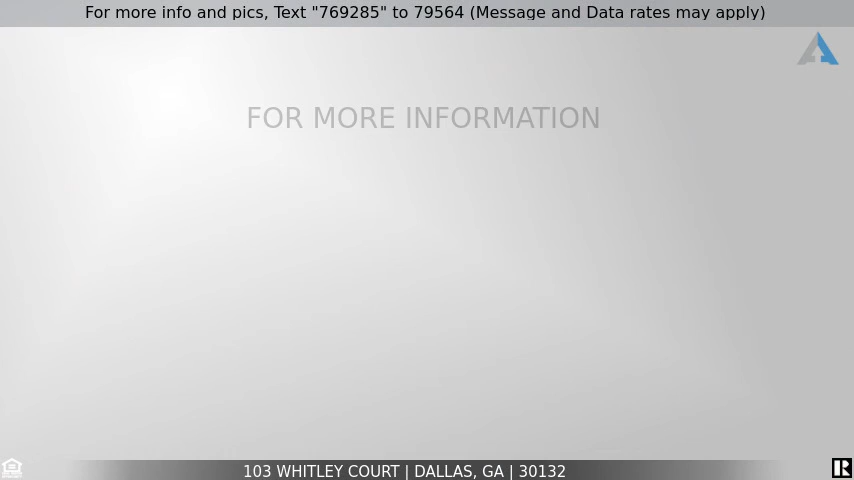 For more info and pics, Text "769285" to 79564 (Message and Data rates may apply)
FOR MORE INFORMATION
103 WHITLEY COURT | DALLAS, GA | 30132